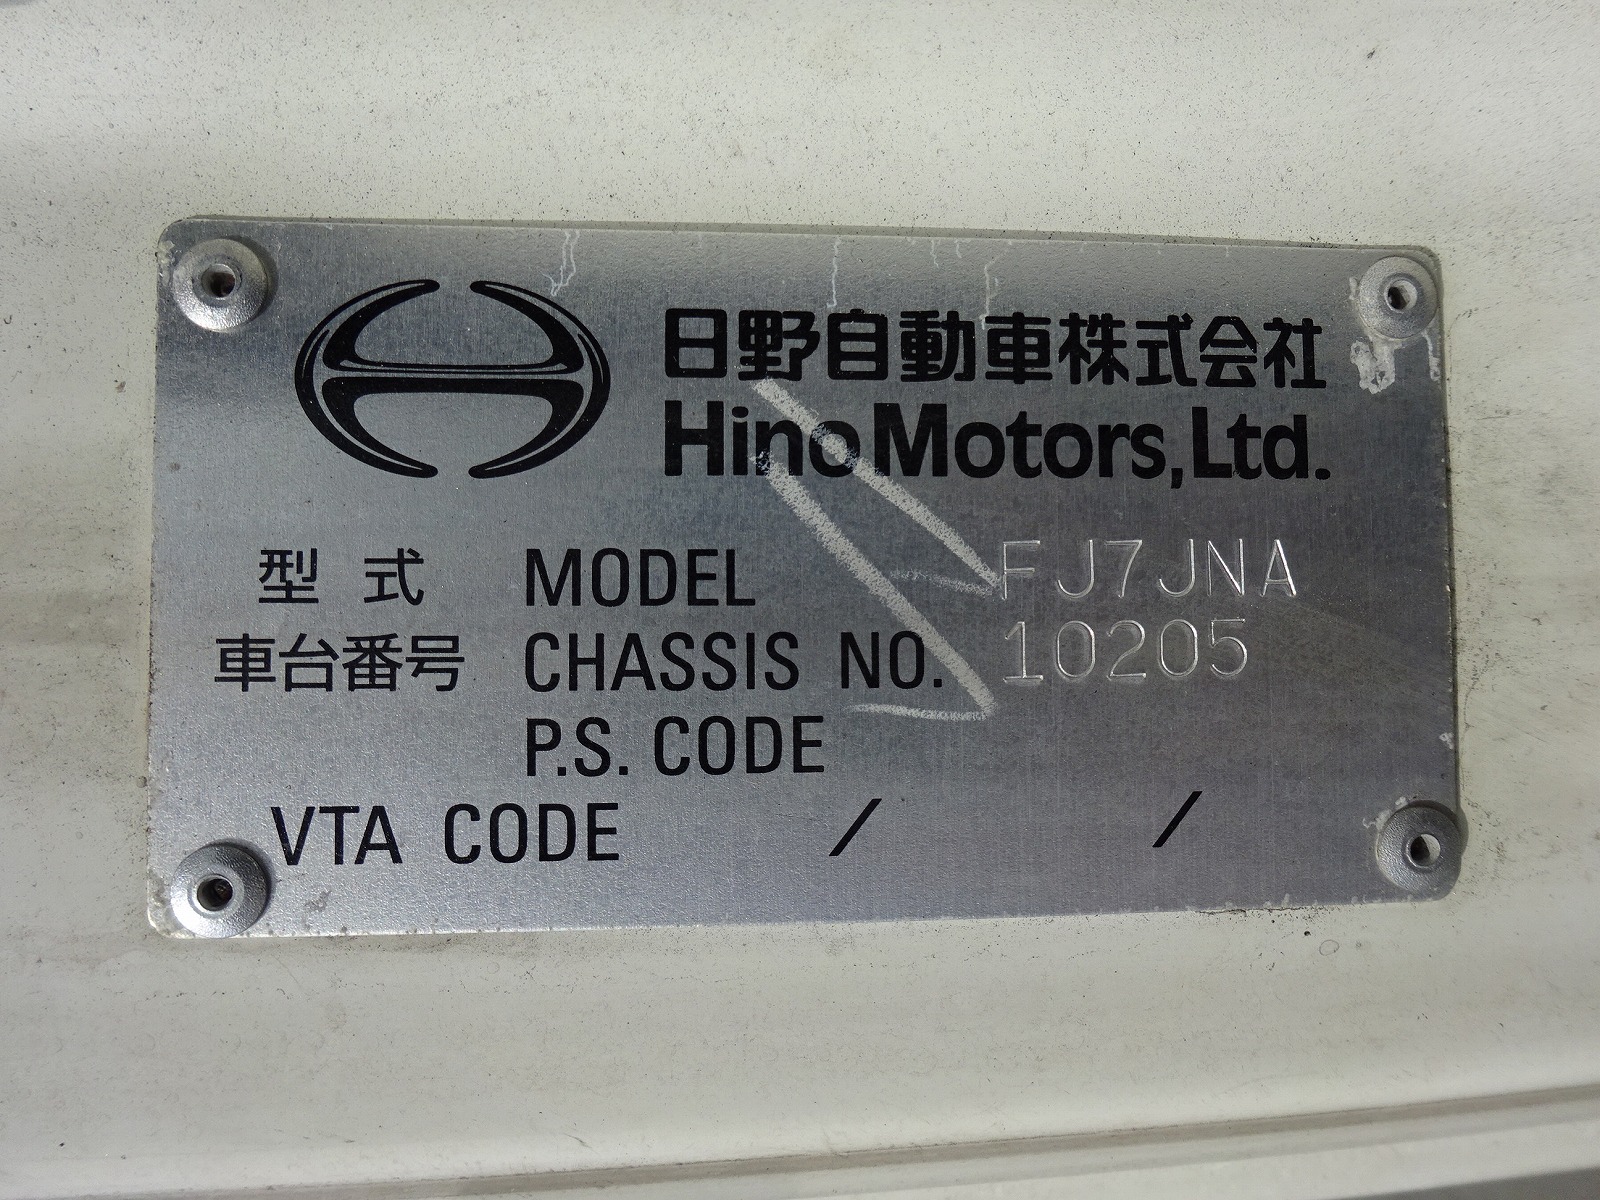 日野自動車株式会社
Hino Motors, Ltd.
型式 MODEL FJ7JNA
車台番号 CHASSIS NO. 10205
P.S. CODE
VTA CODE / /